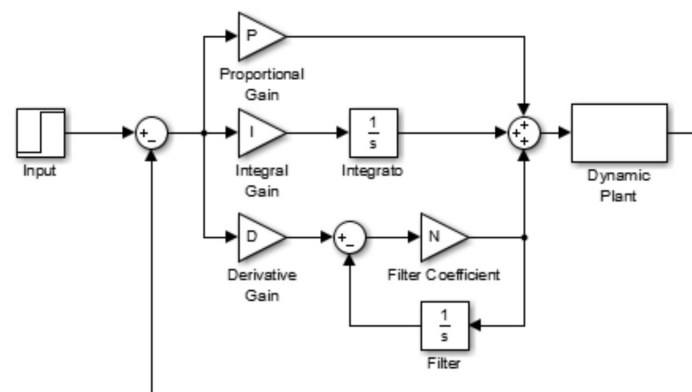 P
Proportional
Gain
+
−
I
1
s
+
+
+
Input
Integral
Gain
Integrato
Dynamic
Plant
D
+
−
N
Derivative
Gain
Filter Coefficient
1
s
Filter